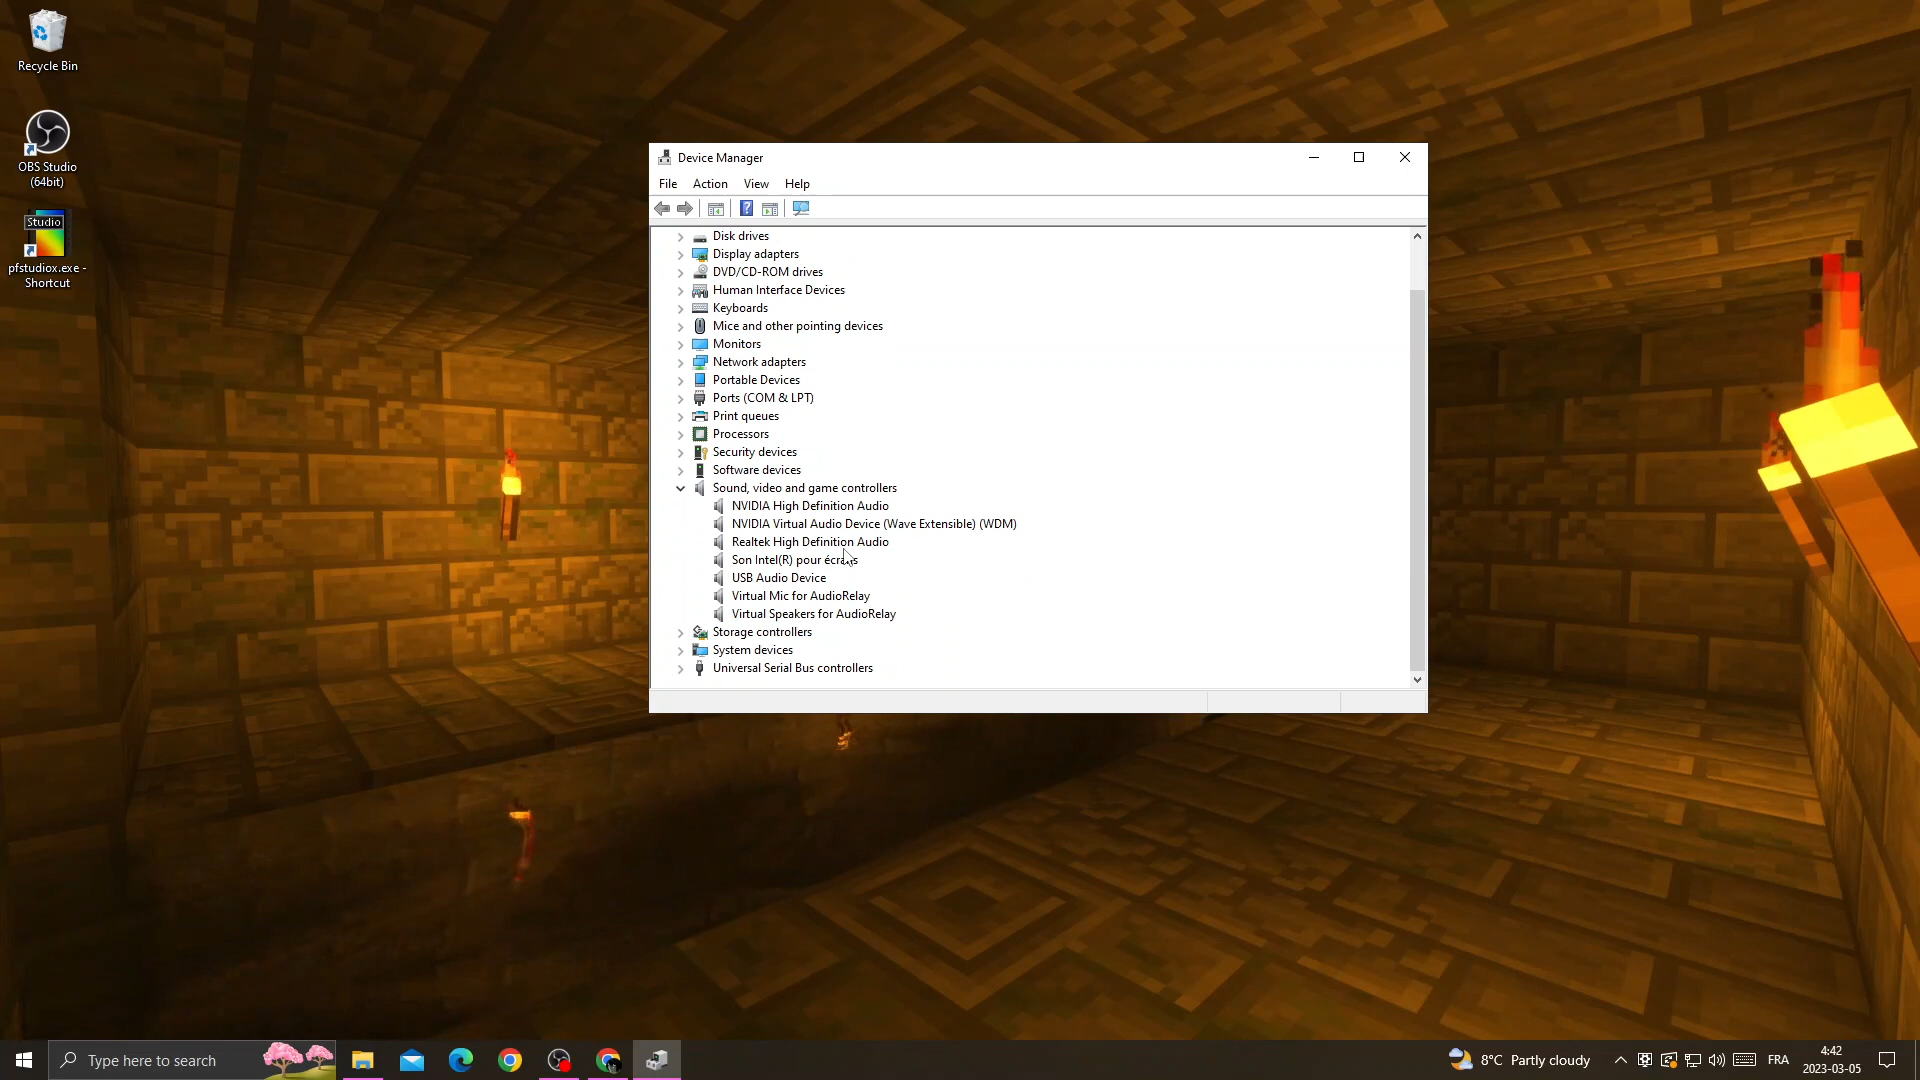 Recycle Bin
OBS Studio
(64bit)
Studio
pfstudiox.exe -
Shortcut
Device Manager
File Action View Help
Disk drives
Display adapters
DVD/CD-ROM drives
Human Interface Devices
Keyboards
Mice and other pointing devices
Monitors
Network adapters
Portable Devices
Ports (COM & LPT)
Print queues
Processors
Security devices
Software devices
Sound, video and game controllers
NVIDIA High Definition Audio
NVIDIA Virtual Audio Device (Wave Extensible) (WDM)
Realtek High Definition Audio
Son Intel(R) pour écrans
USB Audio Device
Virtual Mic for AudioRelay
Virtual Speakers for AudioRelay
Storage controllers
System devices
Universal Serial Bus controllers
Type here to search
8°C Partly cloudy
FRA
4:42
2023-03-05